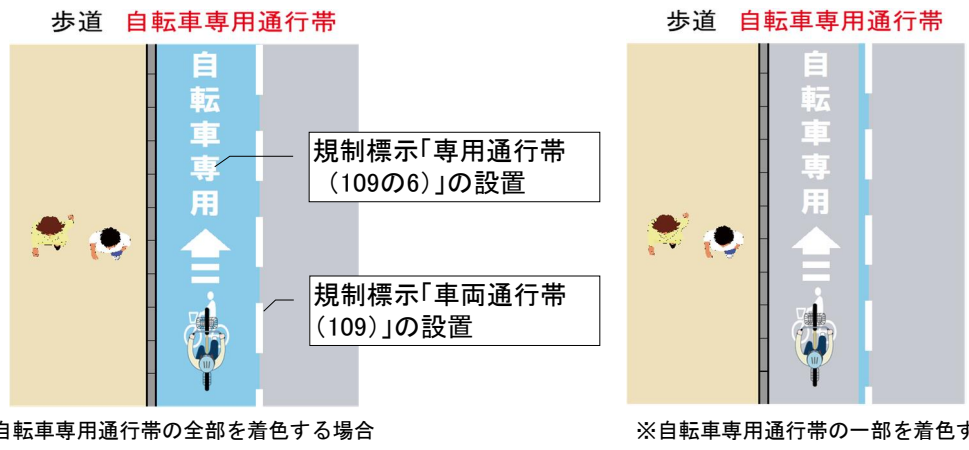 歩道 自転車専用通行帯
自転車専用
規制標示「専用通行帯
(109の6)」の設置
規制標示「車両通行帯
(109)」の設置
自転車専用通行帯の全部を着色する場合
歩道 自転車専用通行帯
自転車専用
※自転車専用通行帯の一部を着色す